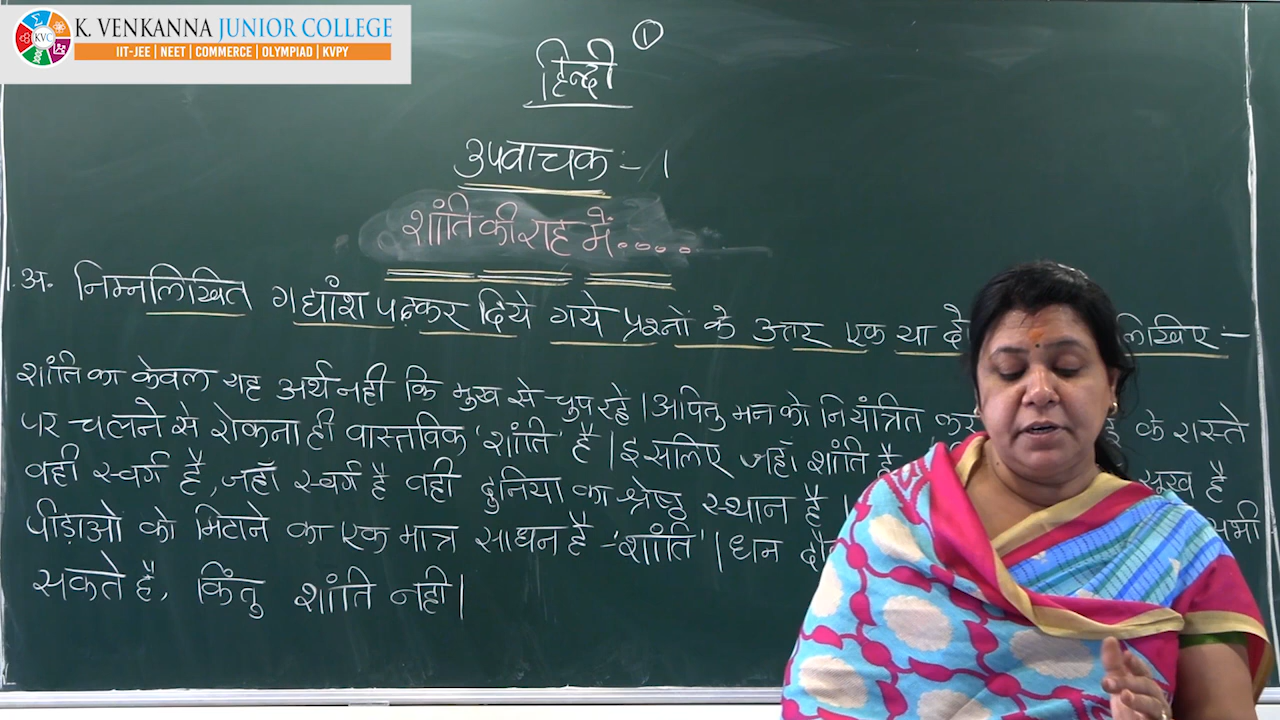 K. VENKANNA JUNIOR COLLEGE
KVC
IIT-JEE | NEET | COMMERCE | OLYMPIAD | KVPY
1
हिन्दी
उपवाचक :- 1
शांति की राह में.....
1. अ. निम्नलिखित गद्यांश पढ़कर दिये गये प्रश्नों के उत्तर एक या लिखिए :-
शांति का केवल यह अर्थ नही कि मुख से चुप रहें। अपितु मन को नियंत्रित के रास्ते
पर चलने से रोकना ही वास्तविक 'शांति' है। इसलिए जहाँ शांति है सूख है
वही स्वर्ग है, जहाँ स्वर्ग है वही दुनिया का श्रेष्ठ स्थान है। सभी
पीड़ाओं को मिटाने का एक मात्र साधन है - 'शांति'। धन
सकते है, किंतु शांति नही।